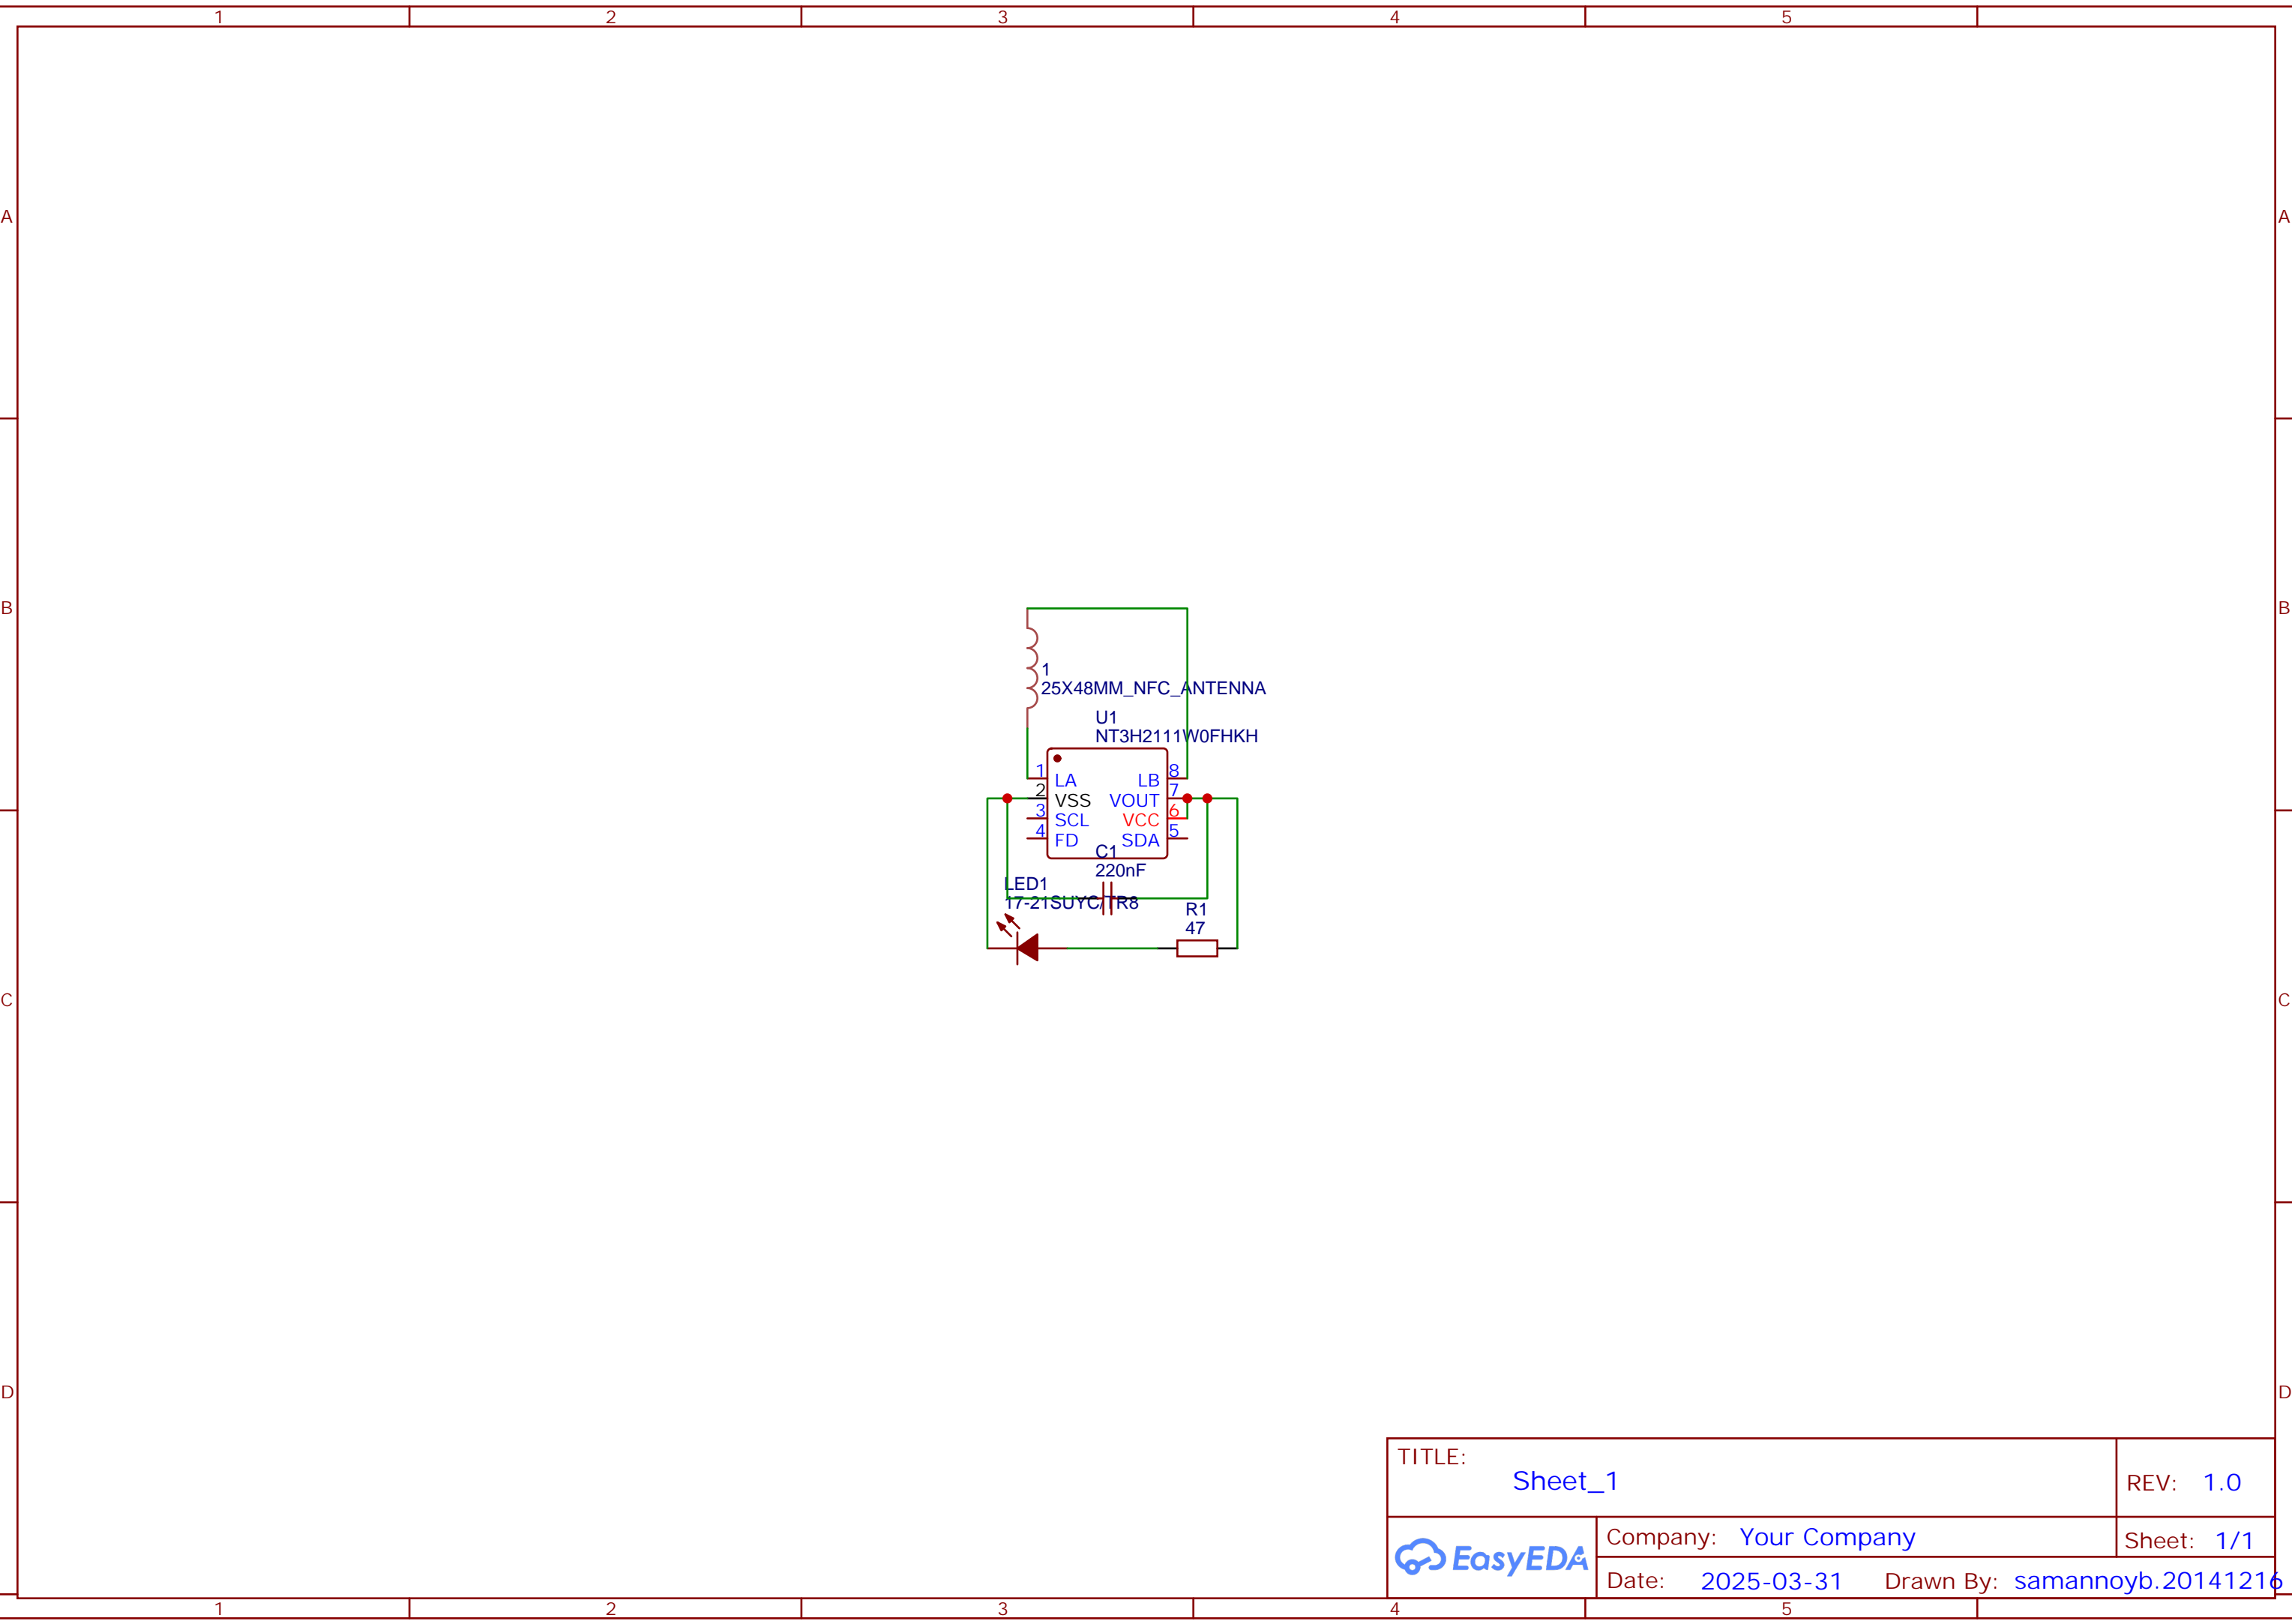 1 2 3 4 5
A A
B B
1
25X48MM_NFC_ANTENNA
U1
NT3H2111W0FHKH
1 LA LB 8
2 VSS VOUT 7
3 SCL VCC 6
4 FD SDA 5
C1
220nF
LED1
17-21SUYC/TR8
R1
47
C C
D D
TITLE:
Sheet_1
REV: 1.0
EasyEDA
Company: Your Company
Sheet: 1/1
Date: 2025-03-31 Drawn By: samannoyb.20141216
1 2 3 4 5